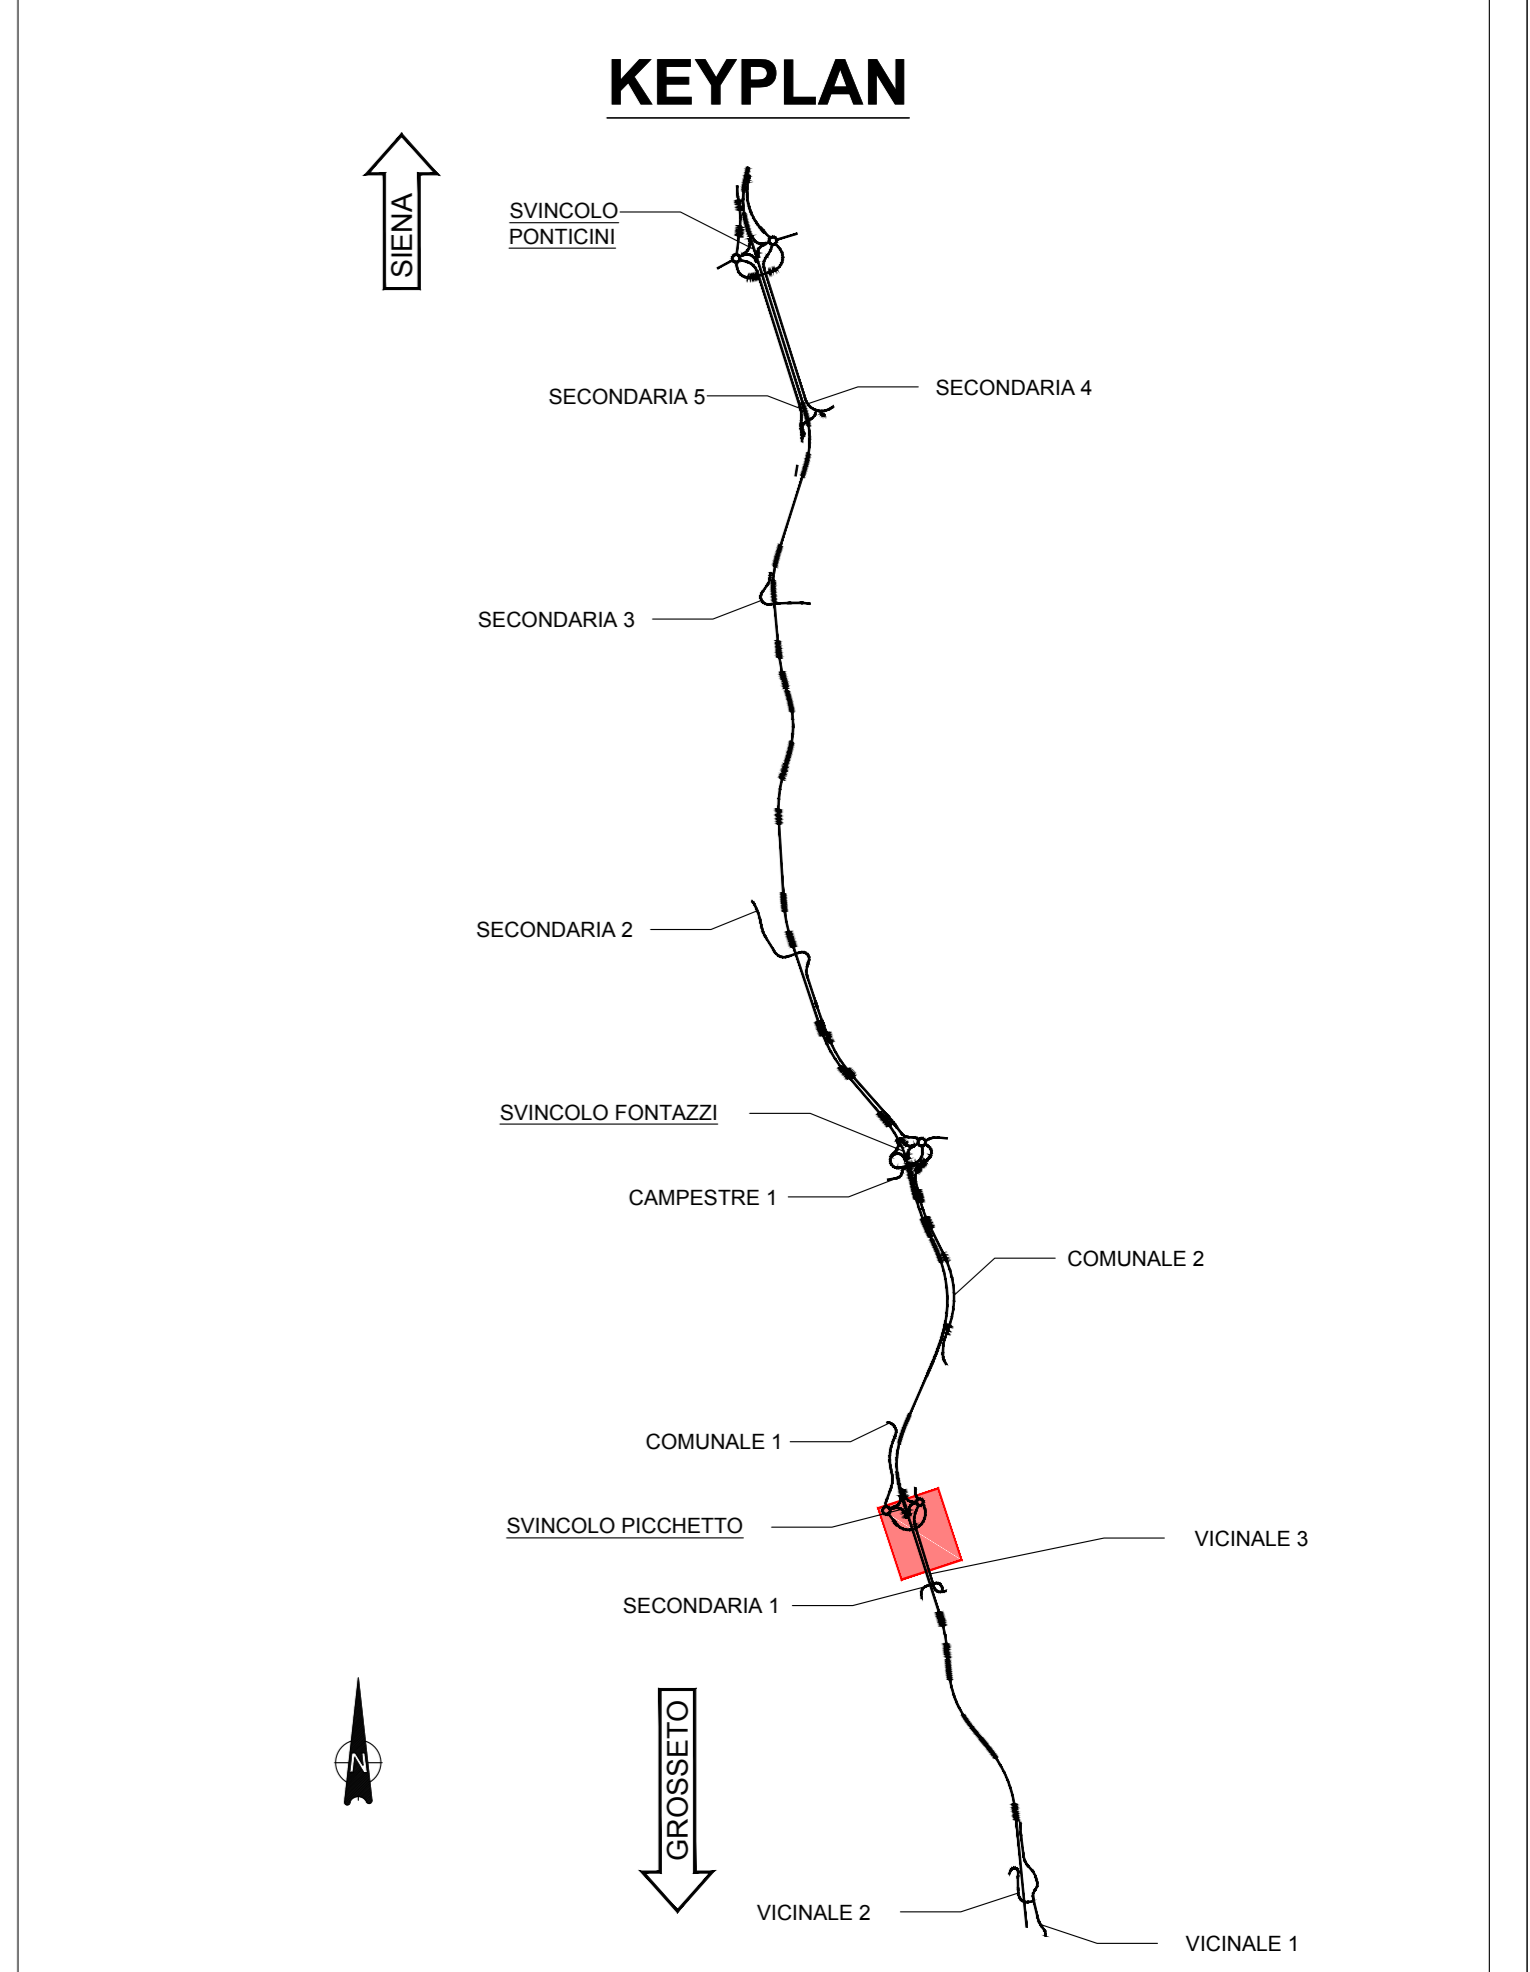 KEYPLAN
SIENA
SVINCOLO
PONTICINI
SECONDARIA 4
SECONDARIA 5
SECONDARIA 3
SECONDARIA 2
SVINCOLO FONTAZZI
CAMPESTRE 1
COMUNALE 2
COMUNALE 1
SVINCOLO PICCHETTO
VICINALE 3
SECONDARIA 1
GROSSETO
N
VICINALE 2
VICINALE 1